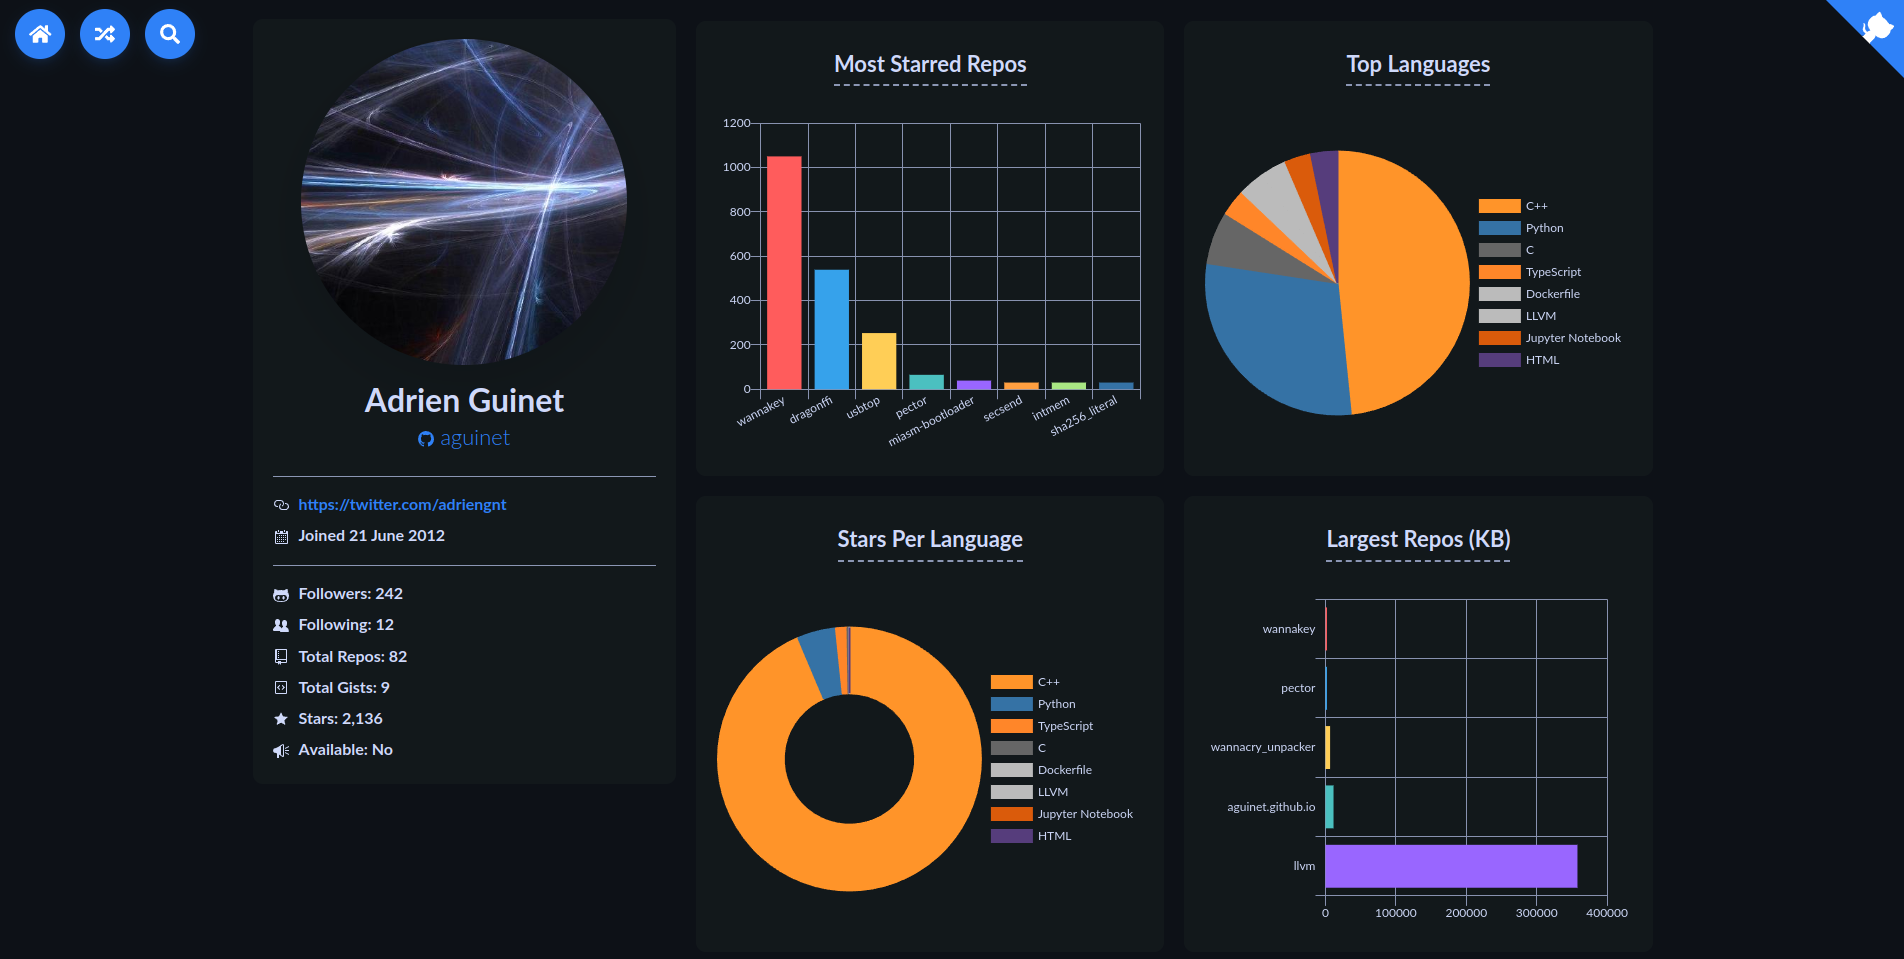 Adrien Guinet
aguinet
https://twitter.com/adriengnt
Joined 21 June 2012
Followers: 242
Following: 12
Total Repos: 82
Total Gists: 9
Stars: 2,136
Available: No
Most Starred Repos
1200
1000
800
600
400
200
0
wannakey
dragonffi
usbtop
pector
miasm-bootloader
secsend
intmem
sha256_literal
Top Languages
C++
Python
C
TypeScript
Dockerfile
LLVM
Jupyter Notebook
HTML
Stars Per Language
C++
Python
TypeScript
C
Dockerfile
LLVM
Jupyter Notebook
HTML
Largest Repos (KB)
wannakey
pector
wannacry_unpacker
aguinet.github.io
llvm
0 100000 200000 300000 400000